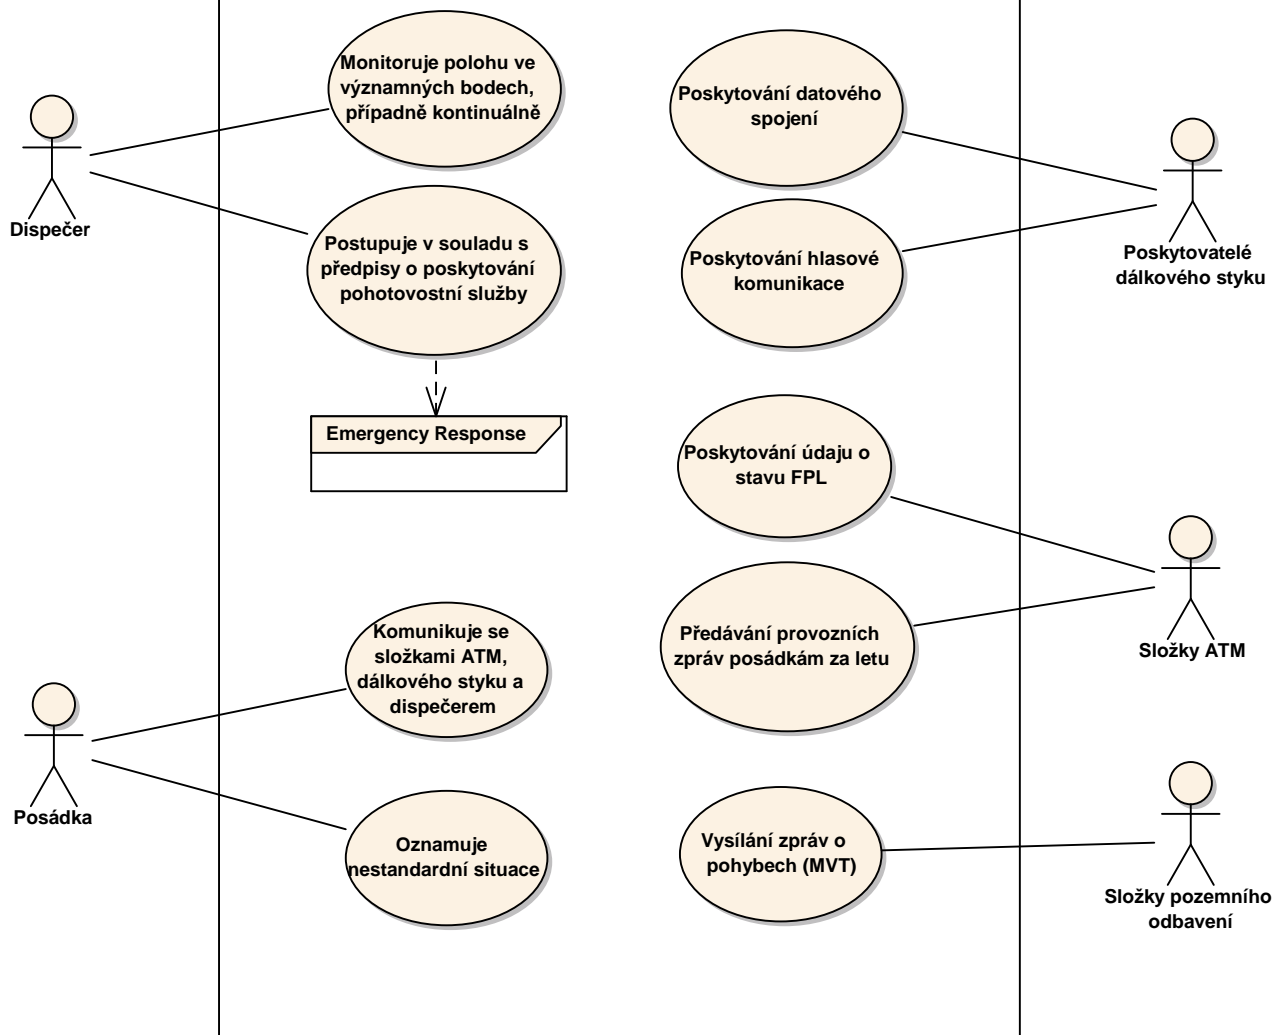 Monitoruje polohu ve
významných bodech,
případně kontinuálně
Dispečer
Postupuje v souladu s
předpisy o poskytování
pohotovostní služby
Emergency Response
Komunikuje se
složkami ATM,
dálkového styku a
dispečerem
Posádka
Oznamuje
nestandardní situace
Poskytování datového
spojení
Poskytování hlasové
komunikace
Poskytovatelé
dálkového styku
Poskytování údaju o
stavu FPL
Předávání provozních
zpráv posádkám za letu
Složky ATM
Vysílání zpráv o
pohybech (MVT)
Složky pozemního
odbavení